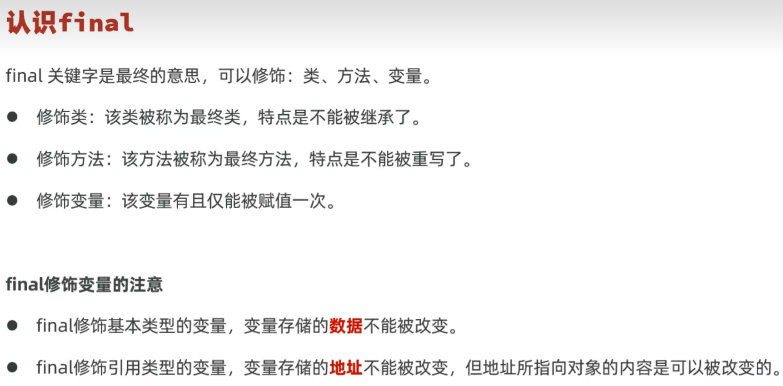 认识final
final 关键字是最终的意思，可以修饰：类、方法、变量。
● 修饰类：该类被称为最终类，特点是不能被继承了。
● 修饰方法：该方法被称为最终方法，特点是不能被重写了。
● 修饰变量：该变量有且仅能被赋值一次。
final修饰变量的注意
● final修饰基本类型的变量，变量存储的数据不能被改变。
● final修饰引用类型的变量，变量存储的地址不能被改变，但地址所指向对象的内容是可以被改变的。